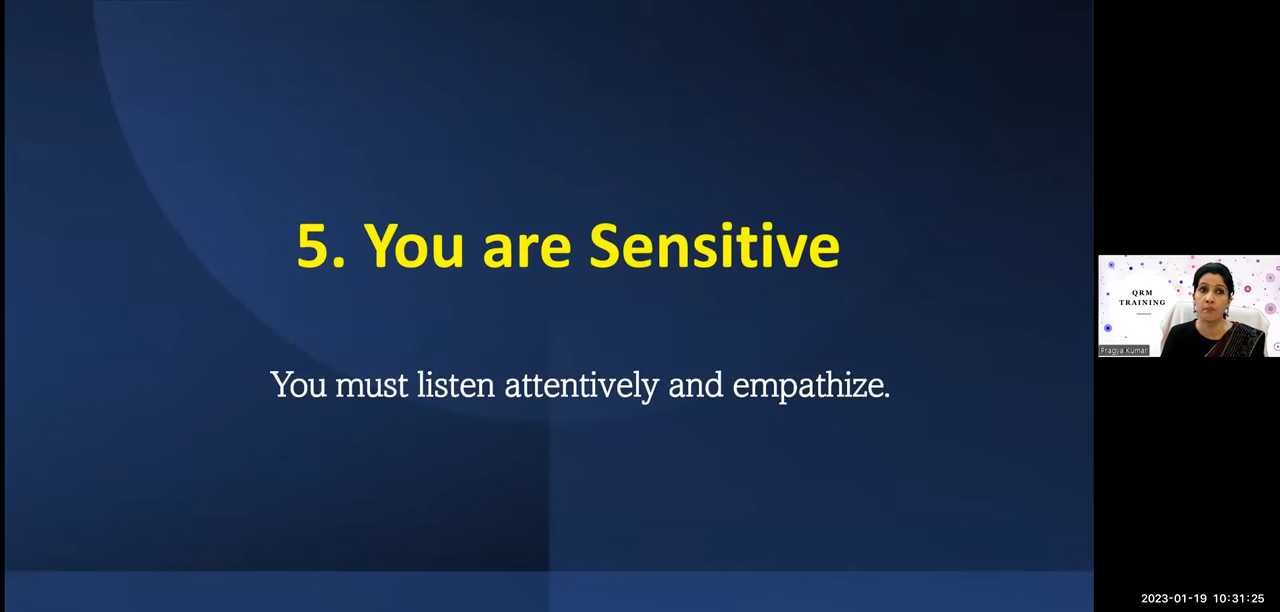 5. You are Sensitive
You must listen attentively and empathize.
QRM
TRAINING
Pragya Kumar
2023-01-19 10:31:25